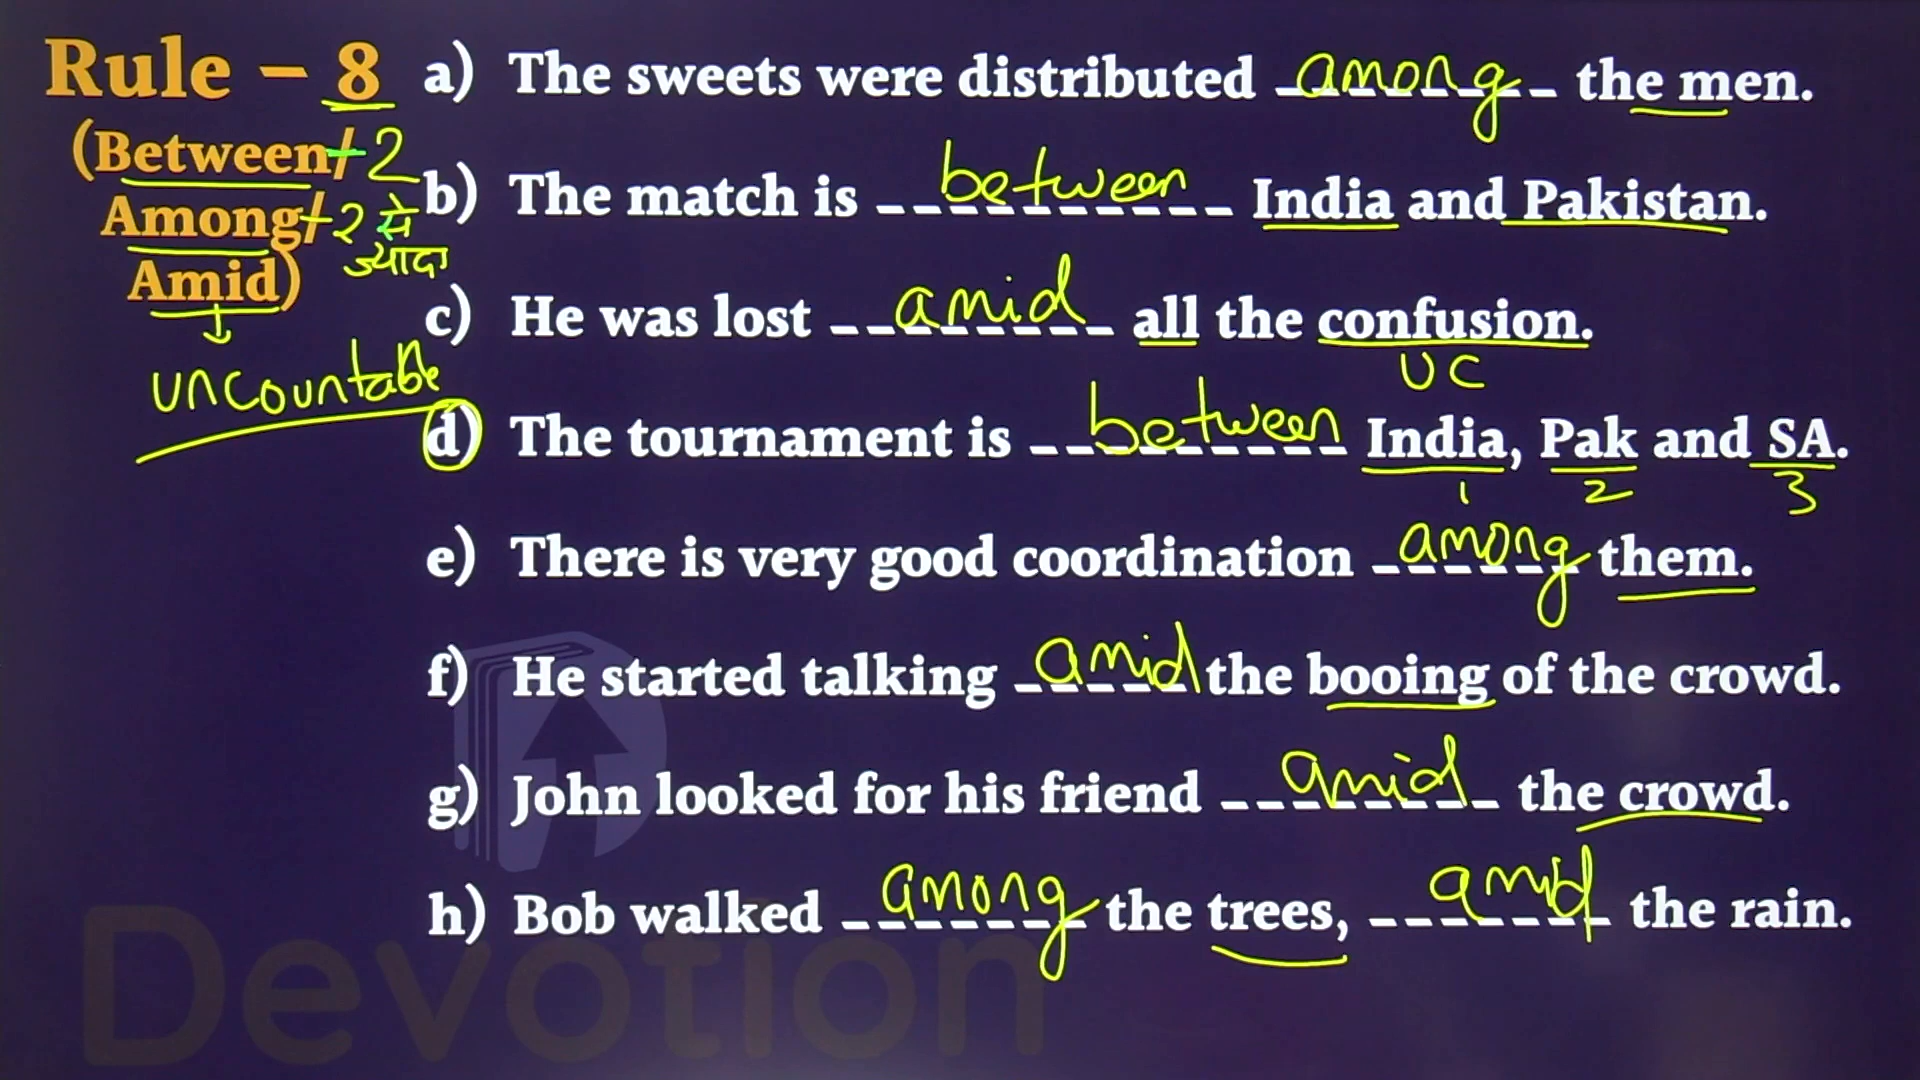 Rule – 8
(Between/ 2
Among/ 2 से
ज्यादा
Amid)
uncountable
a) The sweets were distributed among the men.
b) The match is between India and Pakistan.
c) He was lost amid all the confusion.
UC
d) The tournament is between India, Pak and SA.
1 2 3
e) There is very good coordination among them.
f) He started talking amid the booing of the crowd.
g) John looked for his friend amid the crowd.
h) Bob walked among the trees, amid the rain.
Devotion